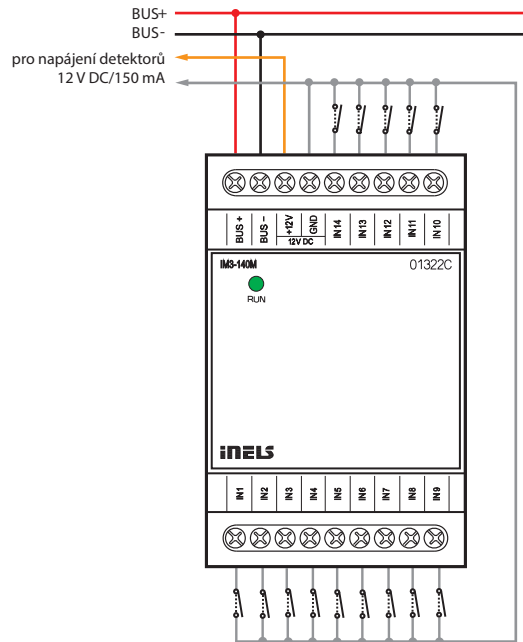 BUS+
BUS-
pro napájení detektorů
12 V DC/150 mA
BUS + BUS – +12V GND IN14 IN13 IN12 IN11 IN10
12V DC
IM3-140M 01322C
RUN
iNELS
IN1 IN2 IN3 IN4 IN5 IN6 IN7 IN8 IN9